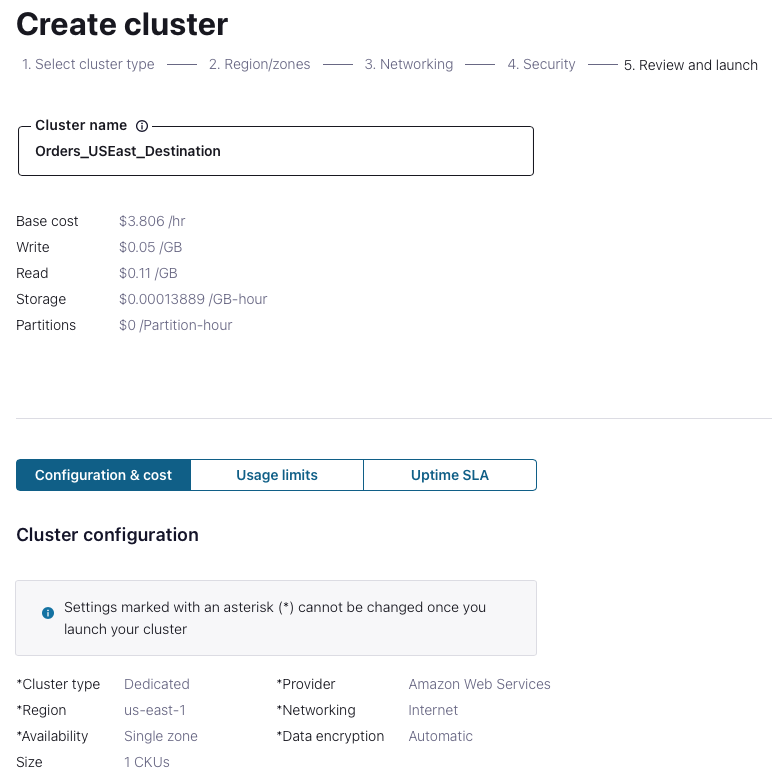 Create cluster
1. Select cluster type 2. Region/zones 3. Networking 4. Security 5. Review and launch
Cluster name
Orders_USEast_Destination
Base cost $3.806 /hr
Write $0.05 /GB
Read $0.11 /GB
Storage $0.00013889 /GB-hour
Partitions $0 /Partition-hour
Configuration & cost Usage limits Uptime SLA
Cluster configuration
Settings marked with an asterisk (*) cannot be changed once you
launch your cluster
*Cluster type Dedicated *Provider Amazon Web Services
*Region us-east-1 *Networking Internet
*Availability Single zone *Data encryption Automatic
Size 1 CKUs